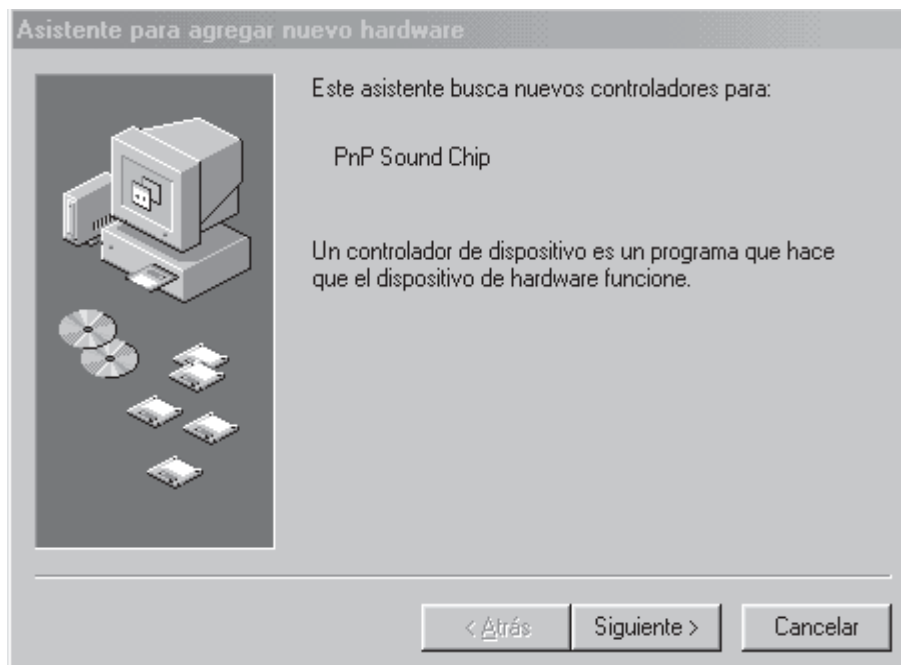 Asistente para agregar nuevo hardware
Este asistente busca nuevos controladores para:
PnP Sound Chip
Un controlador de dispositivo es un programa que hace
que el dispositivo de hardware funcione.
< Atrás
Siguiente >
Cancelar